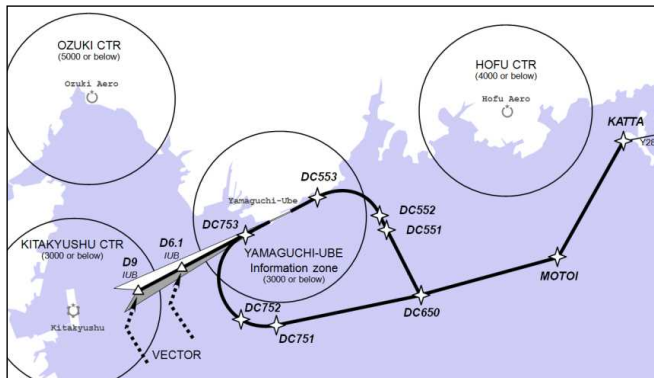 OZUKI CTR
(5000 or below)
Ozuki Aero
HOFU CTR
(4000 or below)
Hofu Aero
KATTA
Y28
DC553
Yamaguchi-Ube
DC552
DC551
DC753
KITAKYUSHU CTR
(3000 or below)
D6.1
IUB
D9
IUB
YAMAGUCHI-UBE
Information zone
(3000 or below)
MOTOI
DC650
Kitakyushu
DC752
DC751
VECTOR